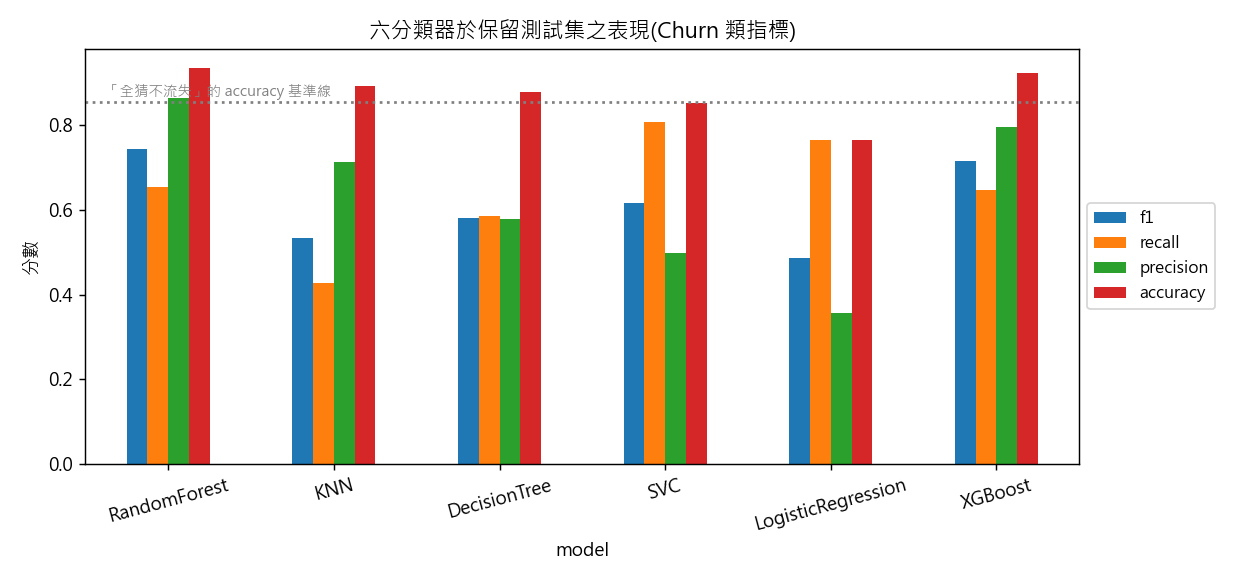 六分類器於保留測試集之表現(Churn 類指標)
「全猜不流失」的 accuracy 基準線
分數
0.8
0.6
0.4
0.2
0.0
f1
recall
precision
accuracy
RandomForest
KNN
DecisionTree
SVC
LogisticRegression
XGBoost
model